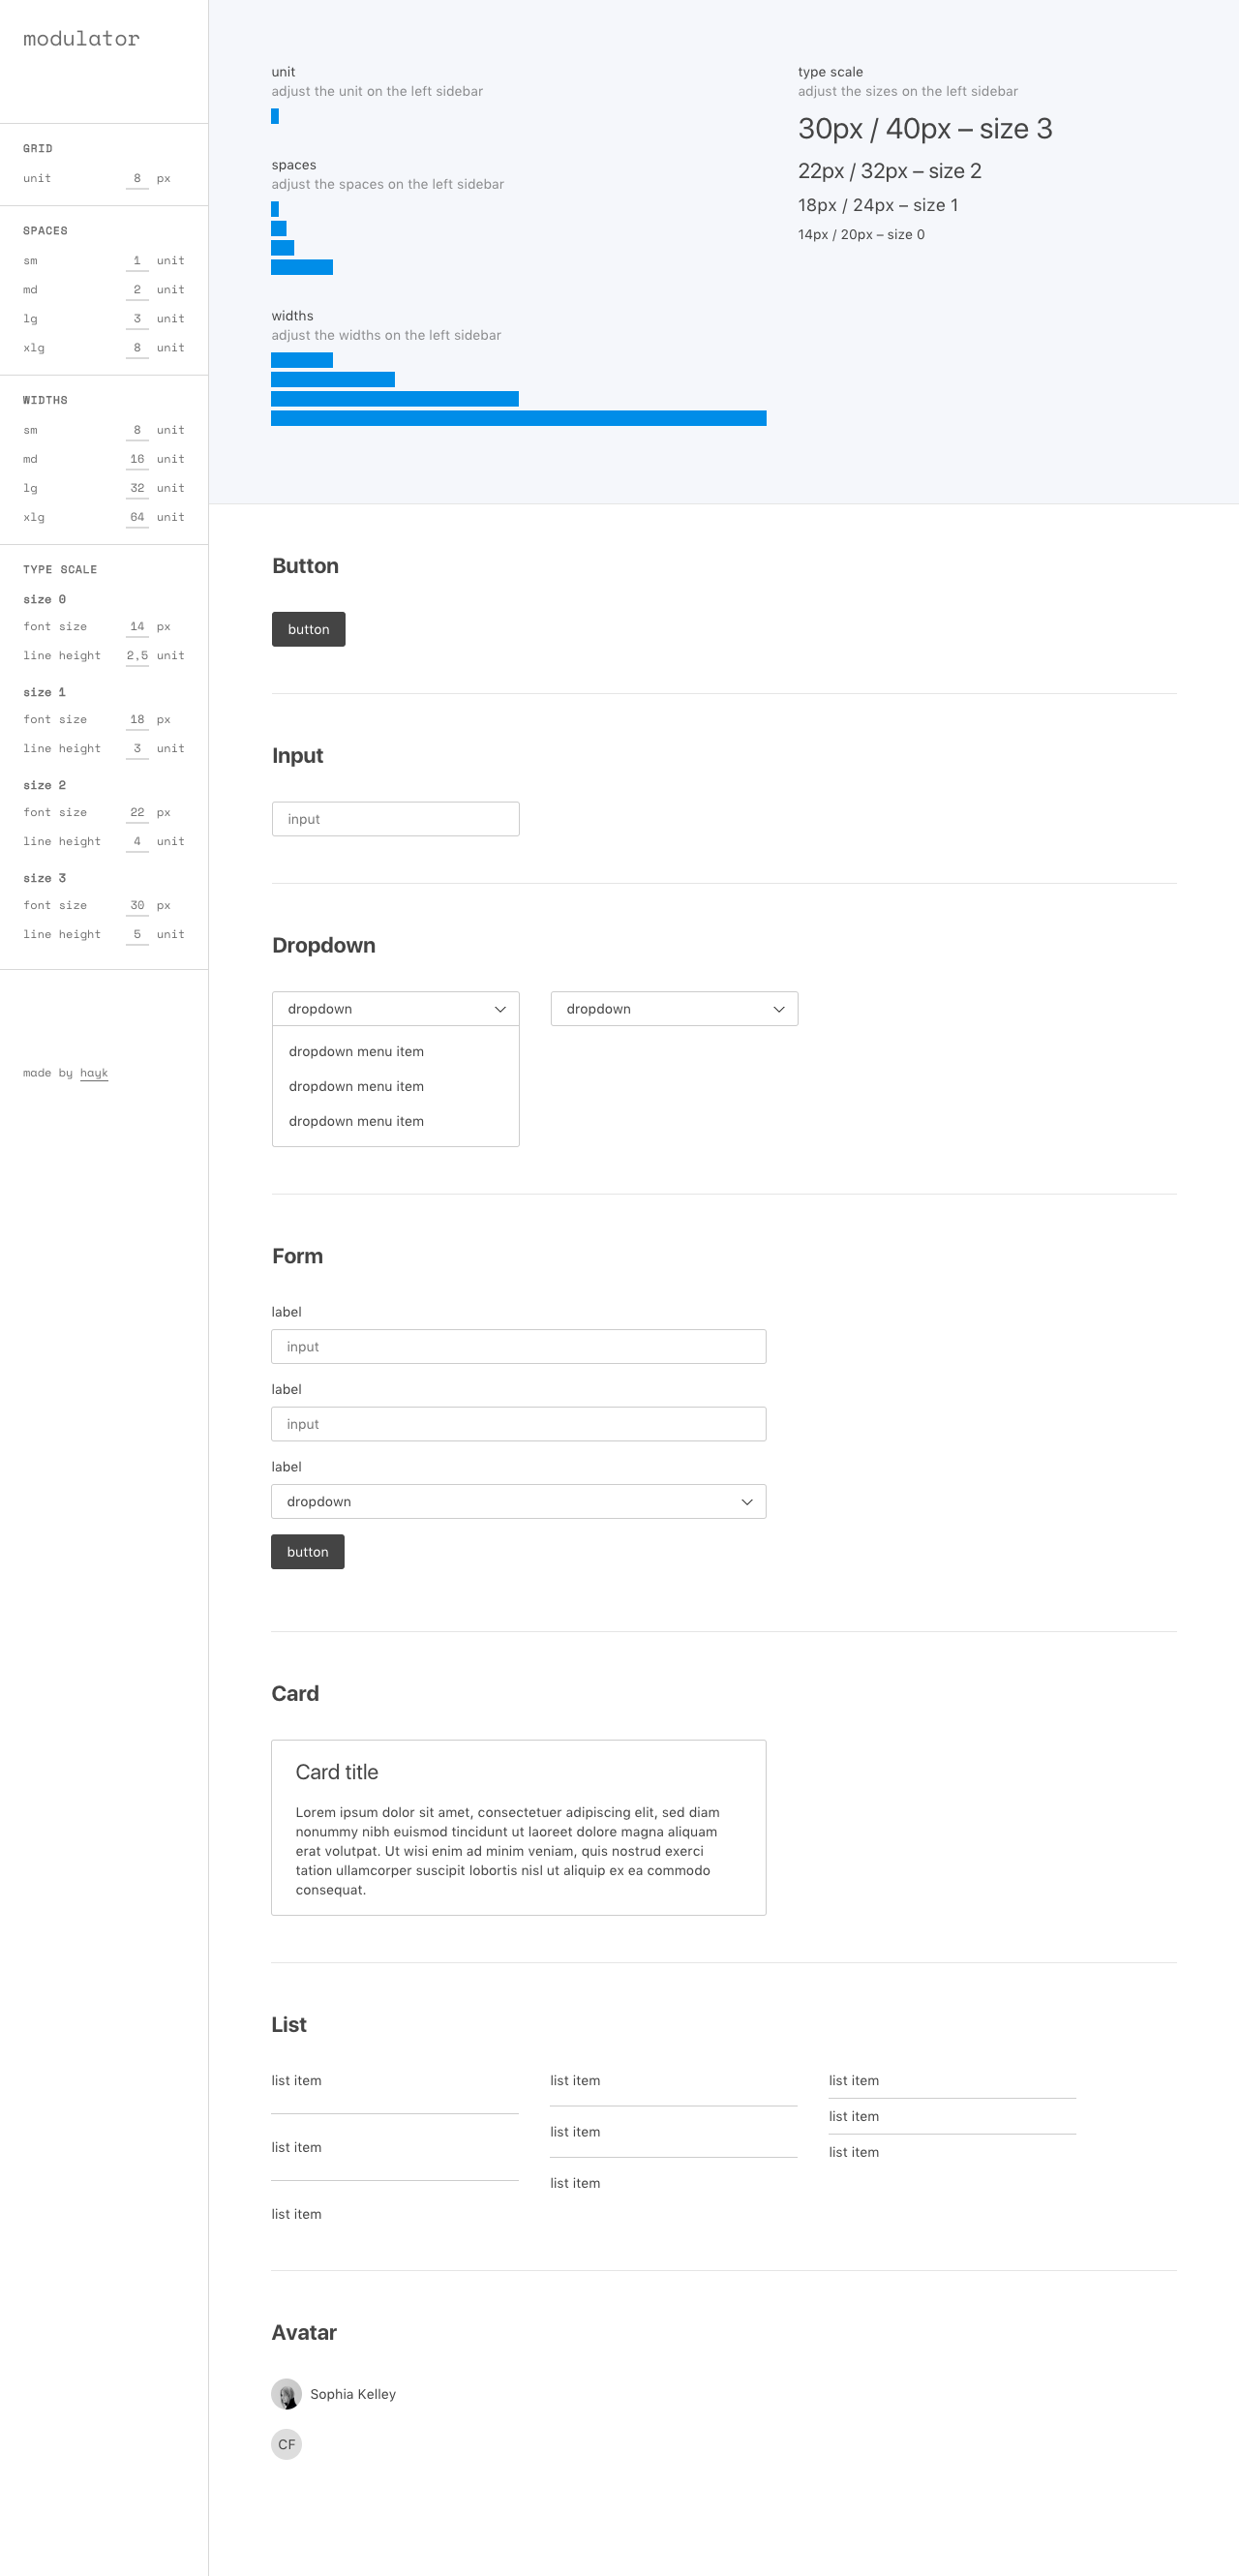 modulator
GRID
unit 8 px
SPACES
sm 1 unit
md 2 unit
lg 3 unit
xlg 8 unit
WIDTHS
sm 8 unit
md 16 unit
lg 32 unit
xlg 64 unit
TYPE SCALE
size 0
font size 14 px
line height 2,5 unit
size 1
font size 18 px
line height 3 unit
size 2
font size 22 px
line height 4 unit
size 3
font size 30 px
line height 5 unit
made by hayk
unit
adjust the unit on the left sidebar
spaces
adjust the spaces on the left sidebar
widths
adjust the widths on the left sidebar
type scale
adjust the sizes on the left sidebar
30px / 40px – size 3
22px / 32px – size 2
18px / 24px – size 1
14px / 20px – size 0
Button
button
Input
input
Dropdown
dropdown
dropdown menu item
dropdown menu item
dropdown menu item
dropdown
Form
label
input
label
input
label
dropdown
button
Card
Card title
Lorem ipsum dolor sit amet, consectetuer adipiscing elit, sed diam
nonummy nibh euismod tincidunt ut laoreet dolore magna aliquam
erat volutpat. Ut wisi enim ad minim veniam, quis nostrud exerci
tation ullamcorper suscipit lobortis nisl ut aliquip ex ea commodo
consequat.
List
list item
list item
list item
list item
list item
list item
list item
list item
list item
Avatar
Sophia Kelley
CF